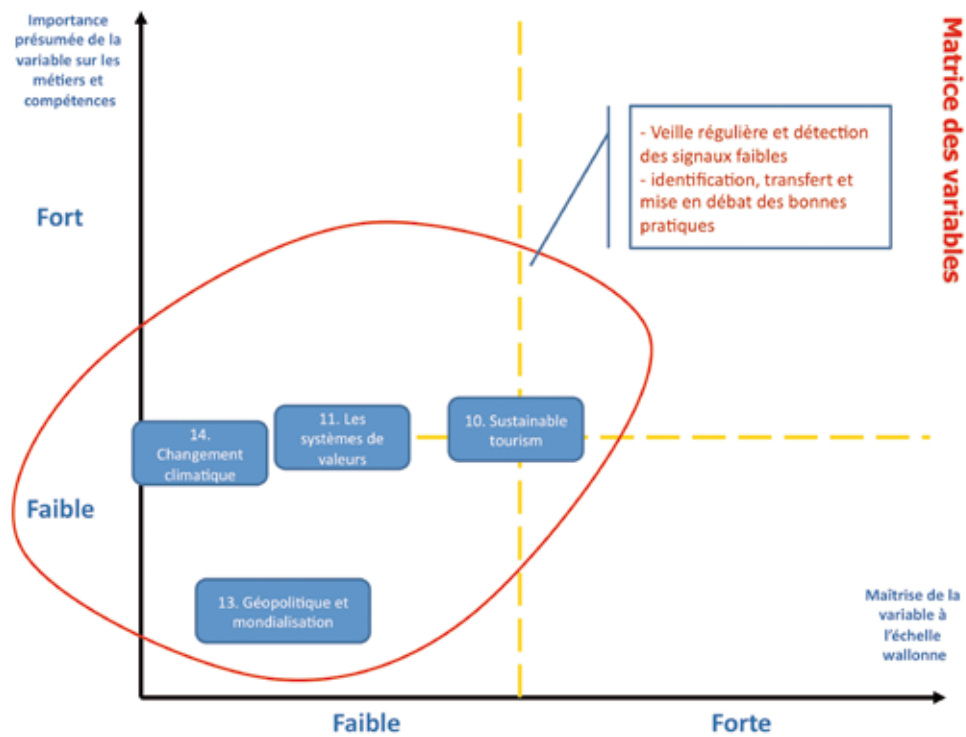 Importance
présumée de la
variable sur les
métiers et
compétences
Matrice des variables
- Veille régulière et détection
des signaux faibles
- identification, transfert et
mise en débat des bonnes
pratiques
Fort
14.
Changement
climatique
11. Les
systèmes de
valeurs
10. Sustainable
tourism
Faible
13. Géopolitique et
mondialisation
Maîtrise de la
variable à
l'échelle
wallonne
Faible
Forte